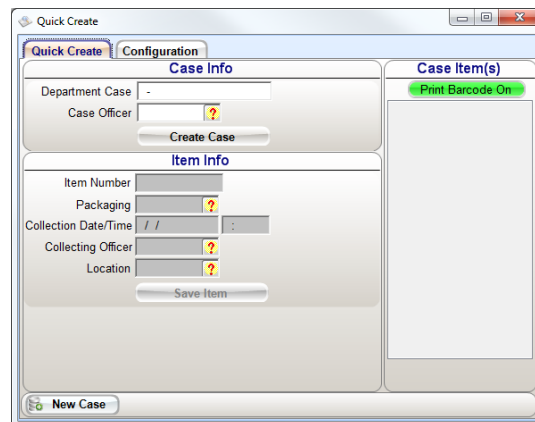 Quick Create
Quick Create Configuration
Case Info
Department Case -
Case Officer ?
Create Case
Item Info
Item Number
Packaging ?
Collection Date/Time / / :
Collecting Officer ?
Location ?
Save Item
Case Item(s)
Print Barcode On
New Case